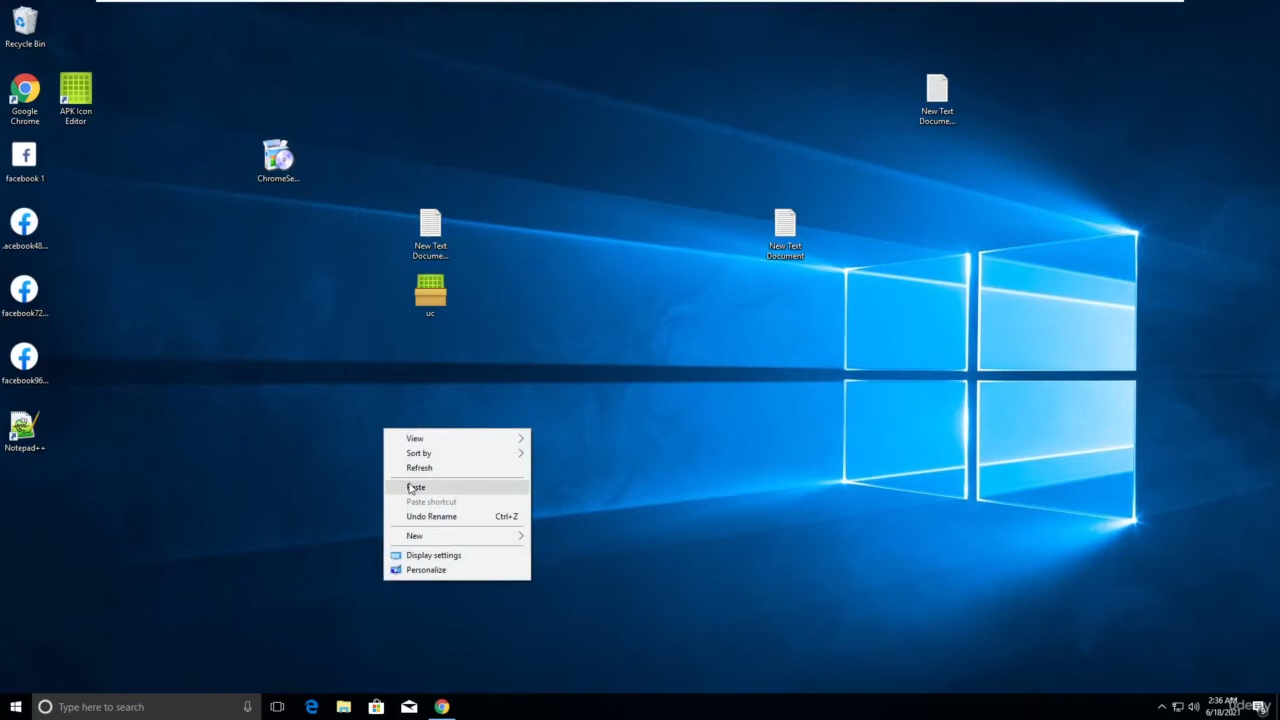 Recycle Bin
Google
Chrome
APK Icon
Editor
facebook 1
ChromeSe...
.acebook48...
facebook72...
facebook96...
Notepad++
New Text
Docume...
uc
New Text
Document
New Text
Docume...
View
Sort by
Refresh
Paste shortcut
Undo Rename Ctrl+Z
New
Display settings
Personalize
Type here to search
2:36 AM
6/18/2021